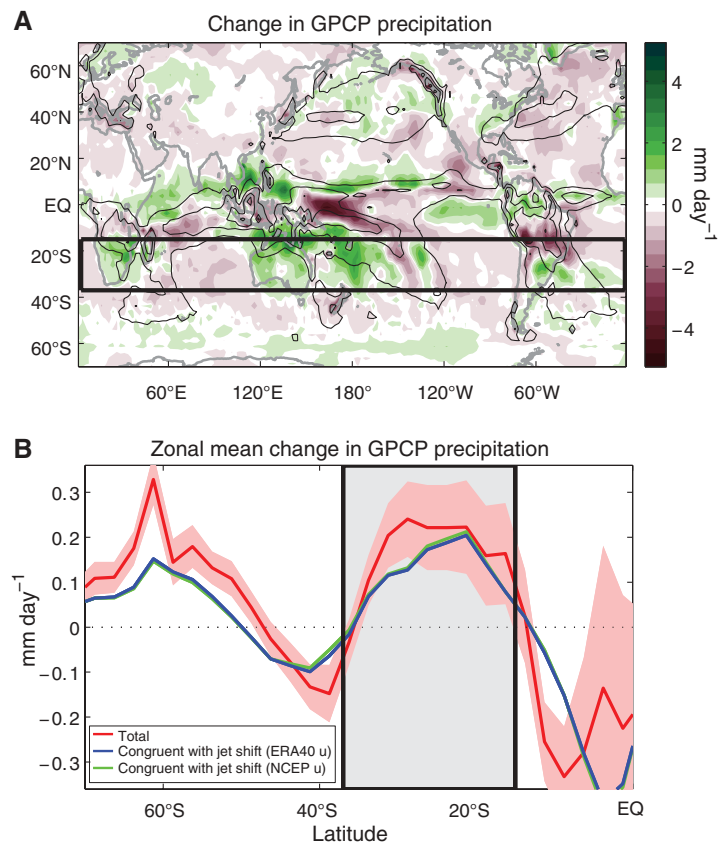 A
Change in GPCP precipitation
60°N
40°N
20°N
EQ
20°S
40°S
60°S
60°E 120°E 180° 120°W 60°W
4
2
0
−2
−4
mm day−1
B
Zonal mean change in GPCP precipitation
0.3
0.2
0.1
0
−0.1
−0.2
−0.3
mm day−1
Total
Congruent with jet shift (ERA40 u)
Congruent with jet shift (NCEP u)
60°S 40°S 20°S EQ
Latitude